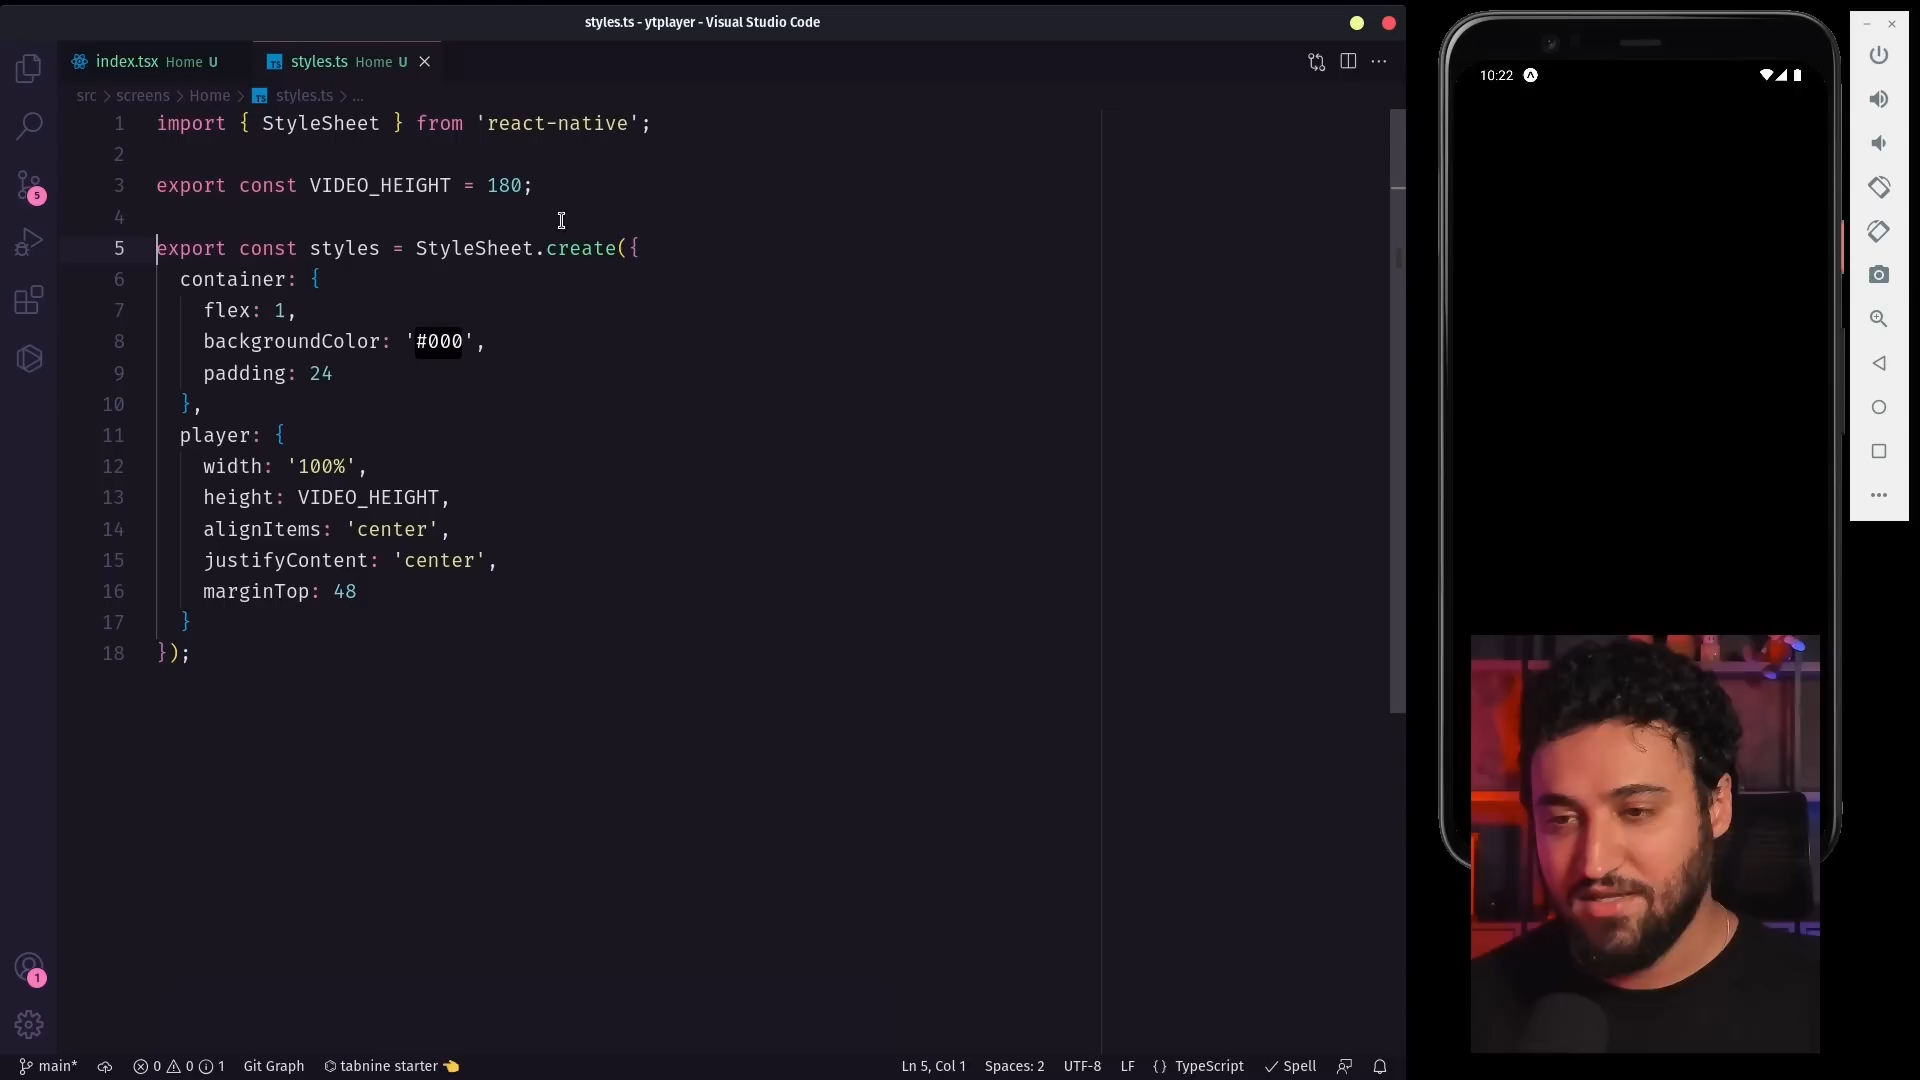 styles.ts - ytplayer - Visual Studio Code
index.tsx Home U
TS styles.ts Home U
src > screens > Home > TS styles.ts > ...
1 import { StyleSheet } from 'react-native';
2
3 export const VIDEO_HEIGHT = 180;
4
5 export const styles = StyleSheet.create({
6 container: {
7 flex: 1,
8 backgroundColor: '#000',
9 padding: 24
10 },
11 player: {
12 width: '100%',
13 height: VIDEO_HEIGHT,
14 alignItems: 'center',
15 justifyContent: 'center',
16 marginTop: 48
17 }
18 });
10:22
5
1
main* 0 0 1 Git Graph tabnine starter Ln 5, Col 1 Spaces: 2 UTF-8 LF {} TypeScript Spell